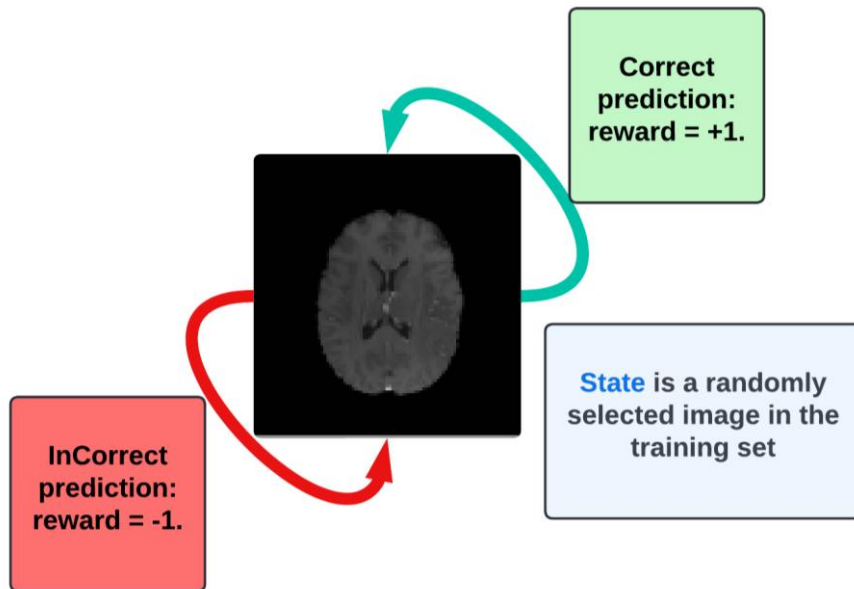 Correct
prediction:
reward = +1.
State is a randomly
selected image in the
training set
InCorrect
prediction:
reward = -1.